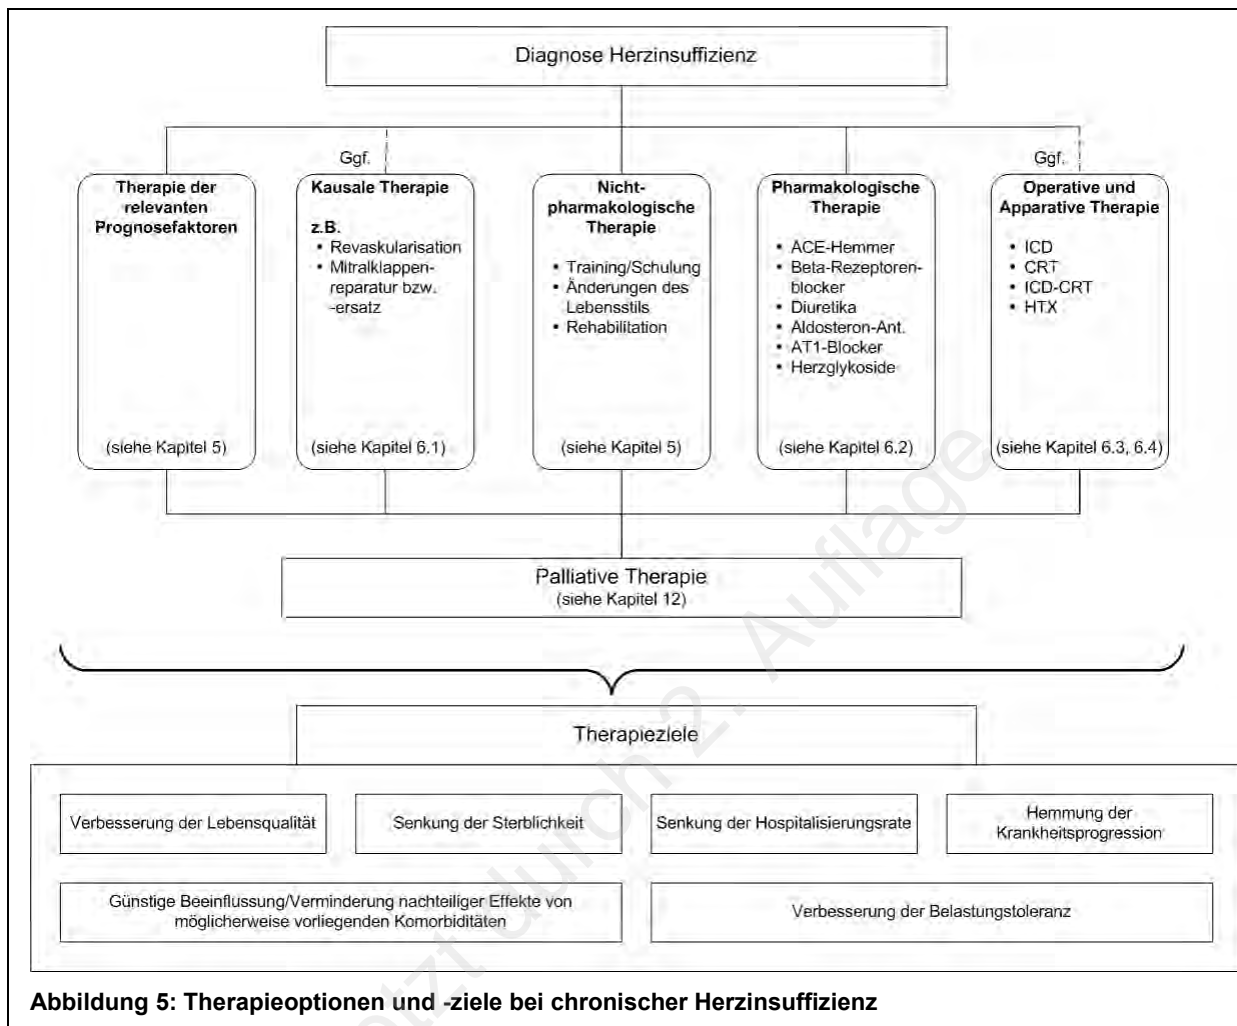 Diagnose Herzinsuffizienz
Ggf.
Ggf.
Therapie der
relevanten
Prognosefaktoren
(siehe Kapitel 5)
Kausale Therapie
z.B.
• Revaskularisation
• Mitralklappen-
reparatur bzw.
-ersatz
(siehe Kapitel 6.1)
Nicht-
pharmakologische
Therapie
• Training/Schulung
• Änderungen des
Lebensstils
• Rehabilitation
(siehe Kapitel 5)
Pharmakologische
Therapie
• ACE-Hemmer
• Beta-Rezeptoren-
blocker
• Diuretika
• Aldosteron-Ant.
• AT1-Blocker
• Herzglykoside
(siehe Kapitel 6.2)
Operative und
Apparative Therapie
• ICD
• CRT
• ICD-CRT
• HTX
(siehe Kapitel 6.3, 6.4)
Palliative Therapie
(siehe Kapitel 12)
Therapieziele
Verbesserung der Lebensqualität
Senkung der Sterblichkeit
Senkung der Hospitalisierungsrate
Hemmung der
Krankheitsprogression
Günstige Beeinflussung/Verminderung nachteiliger Effekte von
möglicherweise vorliegenden Komorbiditäten
Verbesserung der Belastungstoleranz
Abbildung 5: Therapieoptionen und -ziele bei chronischer Herzinsuffizienz
etzt durch 2. Auflage